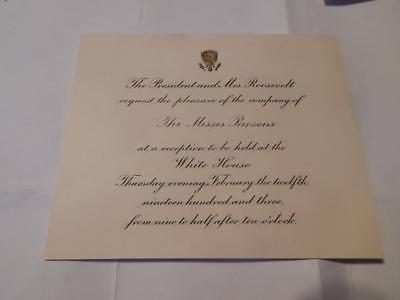 The President and Mrs. Roosevelt
request the pleasure of the company of
The Misses Parsons
at a reception to be held at the
White House
Thursday evening, February the twelfth,
nineteen hundred and three,
from nine to half after ten o'clock.